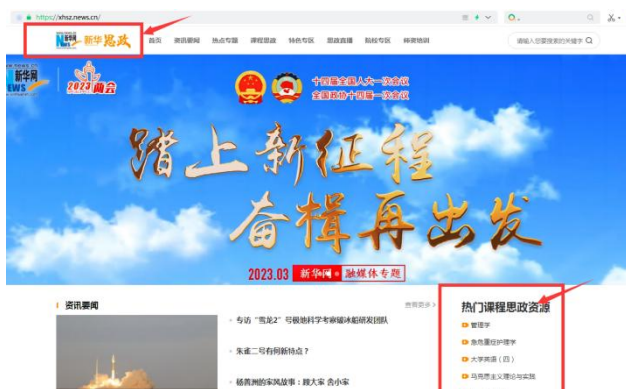 https://xhsz.news.cn/
新华网 新华思政 首页 资讯要闻 热点专题 课程思政 特色专区 思政直播 院校专区 师资培训 请输入您要搜索的关键字
新华网
NEWS
2023 两会
十四届全国人大一次会议
全国政协十四届一次会议
踏上新征程
奋楫再出发
2023.03 新华网 融媒体专题
资讯要闻 查看更多>
专访“雪龙2”号极地科学考察破冰船研发团队
朱雀二号有何新特点?
杨善洲的家风故事：顾大家 舍小家
热门课程思政资源
管理学
急危重症护理学
大学英语（四）
马克思主义理论与实践